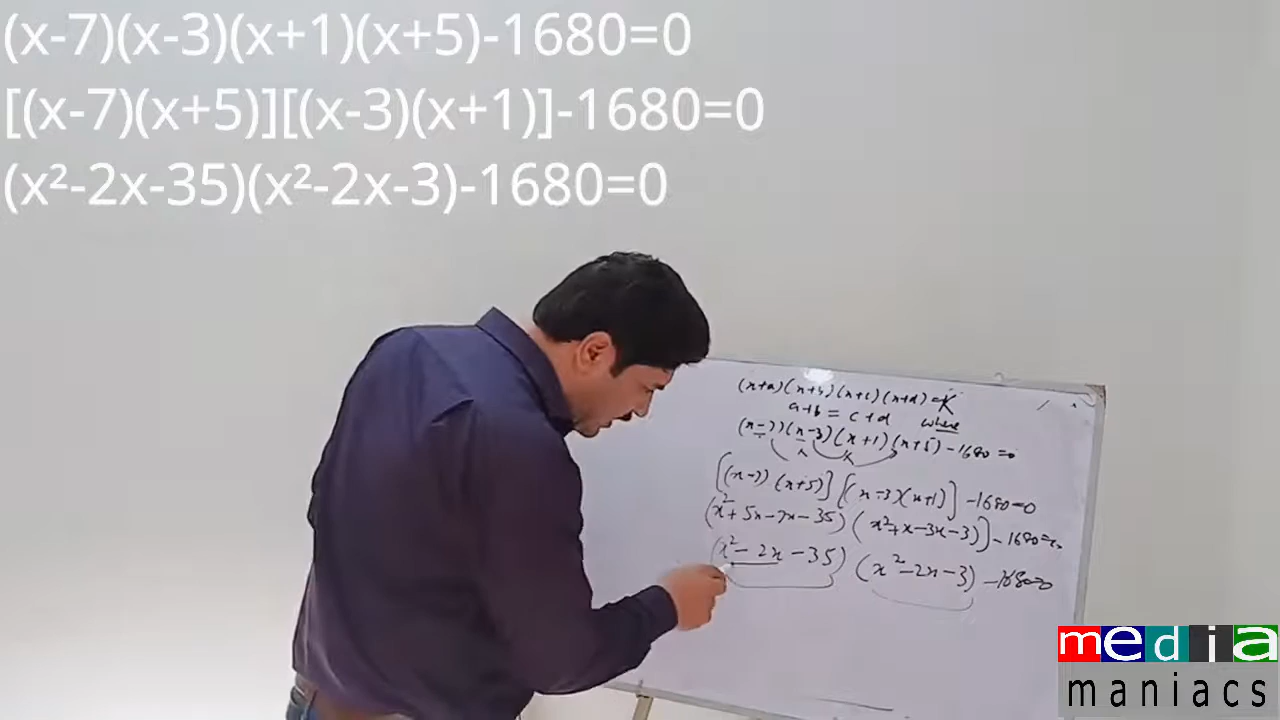 (x-7)(x-3)(x+1)(x+5)-1680=0
[(x-7)(x+5)][(x-3)(x+1)]-1680=0
(x²-2x-35)(x²-2x-3)-1680=0
(x+a)(x+b)(x+c)(x+d)=K
a+b = c+d where
(x-7)(x-3)(x+1)(x+5)-1680=0
[(x-7)(x+5)][(x-3)(x+1)]-1680=0
(x²+5x-7x-35)(x²+x-3x-3)]-1680=0
(x²-2x-35)(x²-2x-3)-1680=0
media
maniacs